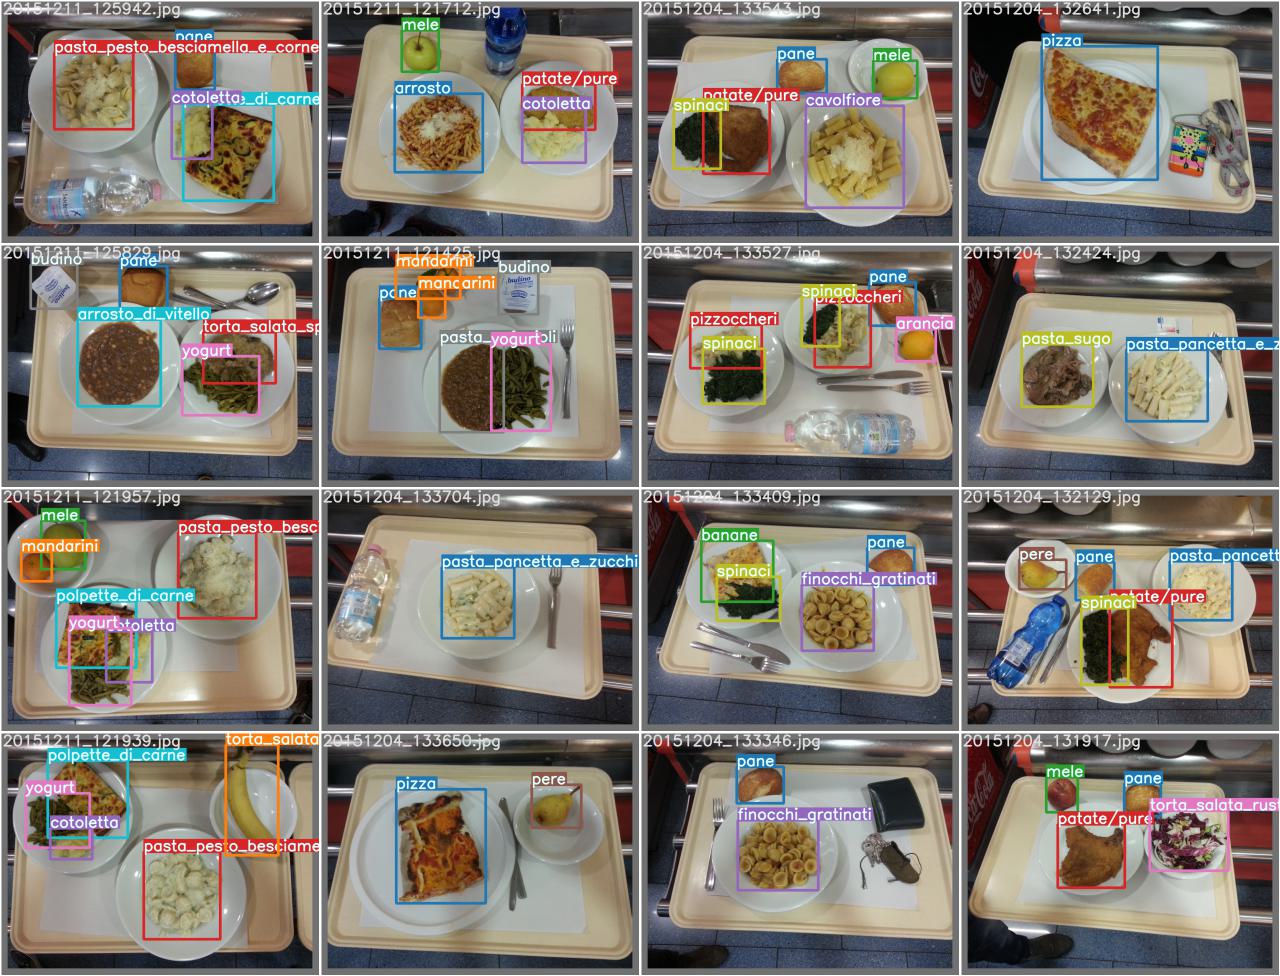 20151211_125942.jpg
pane
pasta_pesto_besciamella_e_corne
cotoletta
e_di_carne
20151211_121712.jpg
mele
arrosto
patate/pure
cotoletta
20151204_133543.jpg
pane
mele
patate/pure
spinaci
cavolfiore
20151204_132641.jpg
pizza
20151211_125829.jpg
budino
pane
arrosto_di_vitello
torta_salata_sp
yogurt
20151211_121425.jpg
mandarini
mandarini
budino
pane
pasta_
yogurt
oli
budino
20151204_133527.jpg
pane
spinaci
pizzoccheri
pizzoccheri
arancia
spinaci
20151204_132424.jpg
pasta_sugo
pasta_pancetta_e_z
20151211_121957.jpg
mele
pasta_pesto_besc
mandarini
polpette_di_carne
yogurt
cotoletta
20151204_133704.jpg
pasta_pancetta_e_zucchi
20151204_133409.jpg
banane
pane
spinaci
finocchi_gratinati
20151204_132129.jpg
pere
pane
pasta_pancett
patate/pure
spinaci
20151211_121939.jpg
torta_salata
polpette_di_carne
yogurt
cotoletta
pasta_pesto_besciame
20151204_133650.jpg
pizza
pere
20151204_133346.jpg
pane
finocchi_gratinati
20151204_131917.jpg
mele
pane
torta_salata_rust
patate/pure